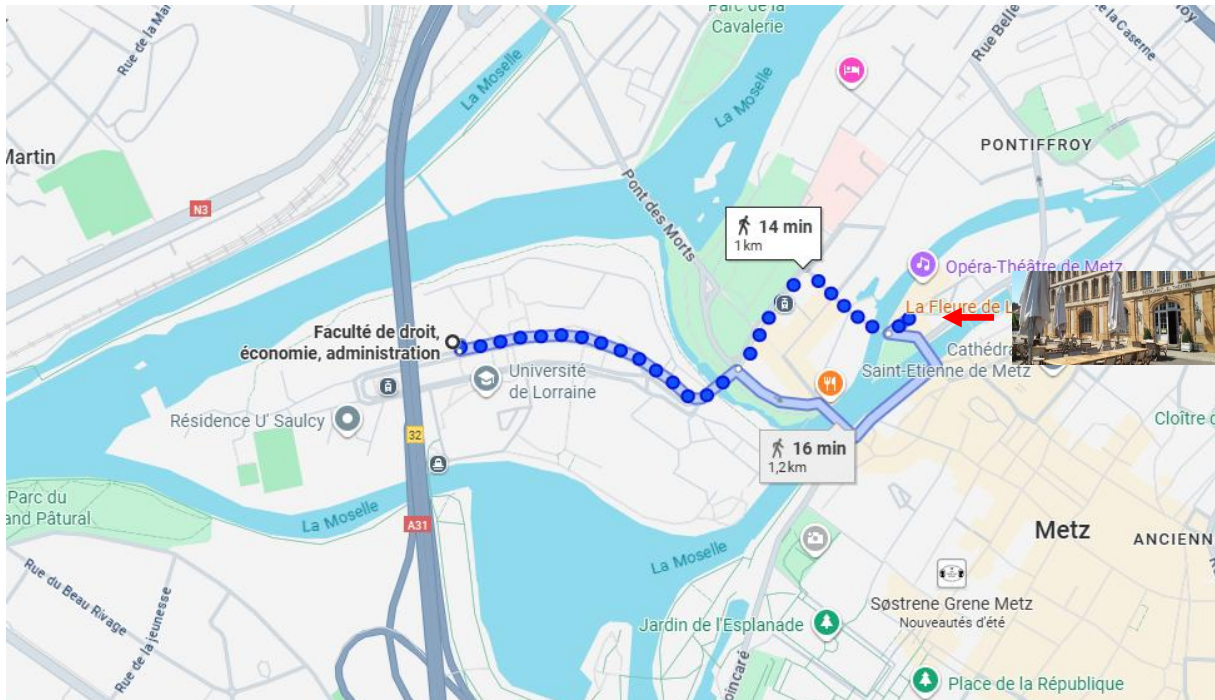 Parc de la
Cavalerie
Rue de la Mar
La Moselle
Rue Belle
de la Caserne
La Moselle
Martin
PONTIFFROY
N3
Pont des Morts
14 min
1 km
Opéra-Théâtre de Metz
La Fleure de L
Faculté de droit,
économie, administration
Cathédra
Saint-Etienne de Metz
Université
de Lorraine
Résidence U' Saulcy
Cloître d
32
16 min
1,2 km
Parc du
and Pâtural
La Moselle
A31
Metz
ANCIENN
La Moselle
Rue du Beau Rivage
Rue de la jeunesse
Søstrene Grene Metz
Nouveautés d'été
Jardin de l'Esplanade
oincaré
Place de la République